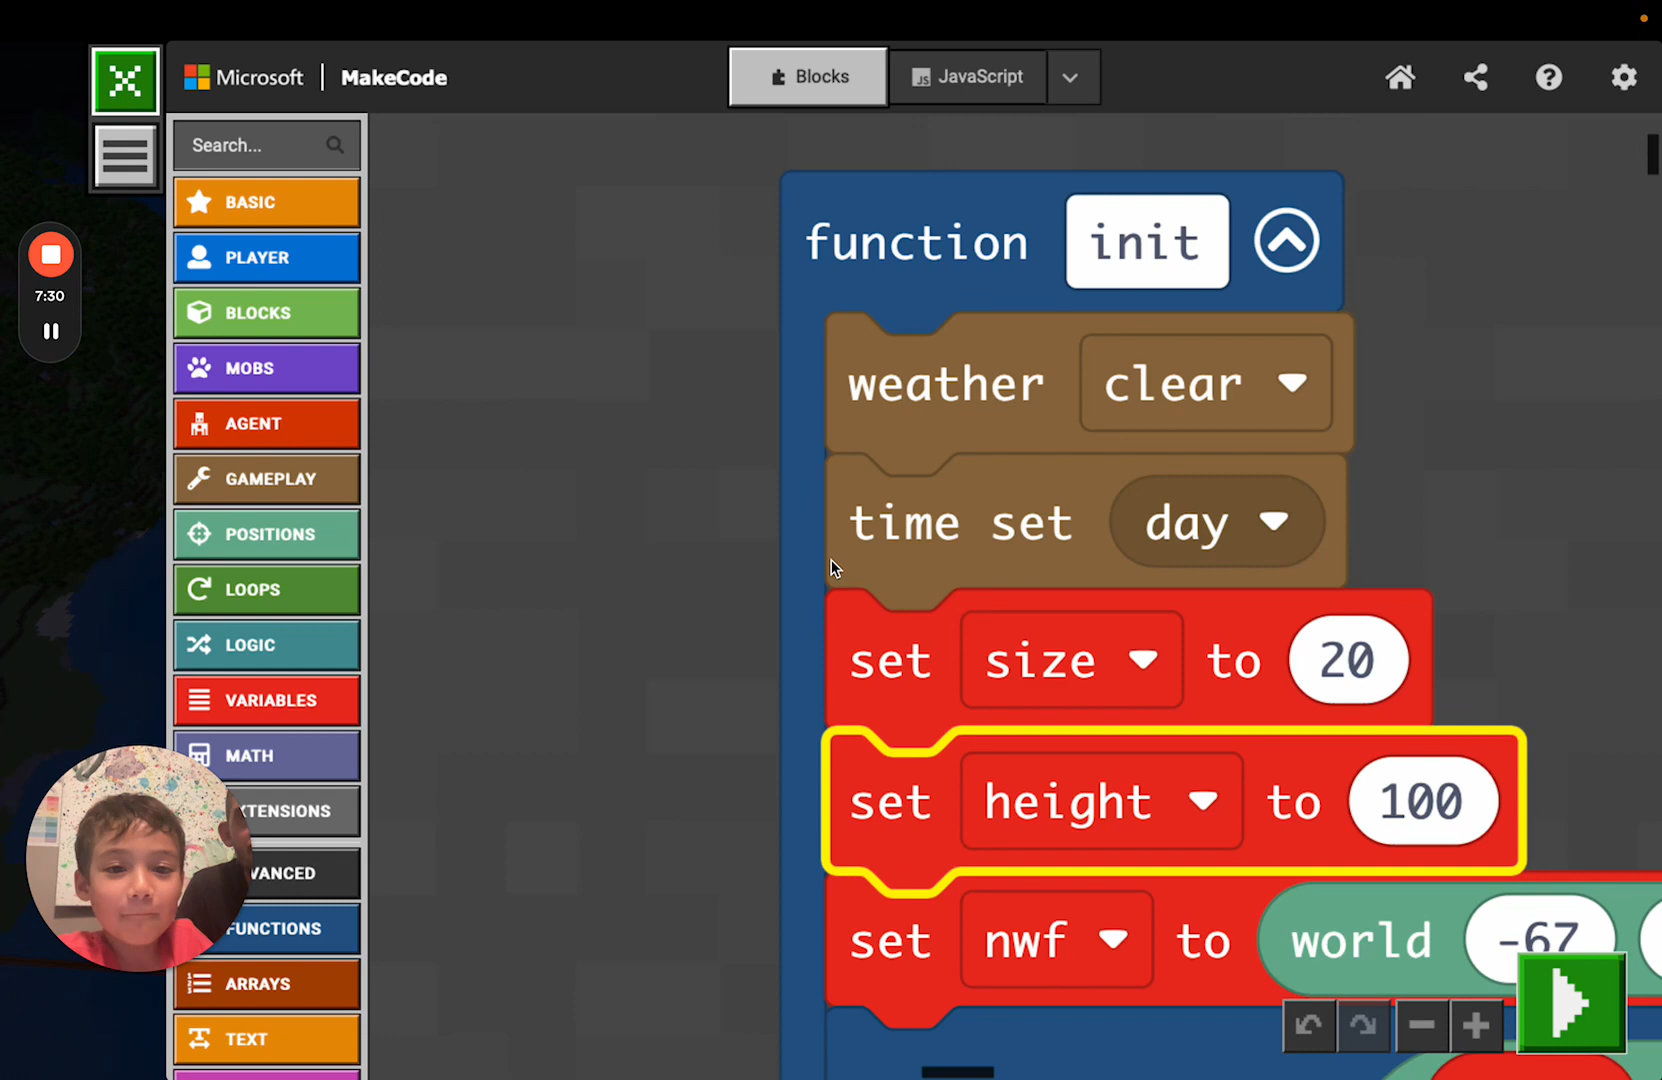 Microsoft | MakeCode
Blocks
JavaScript
Search...
BASIC
PLAYER
BLOCKS
MOBS
AGENT
GAMEPLAY
POSITIONS
LOOPS
LOGIC
VARIABLES
MATH
XTENSIONS
VANCED
FUNCTIONS
ARRAYS
TEXT
7:30
function init
weather clear
time set day
set size to 20
set height to 100
set nwf to world -67